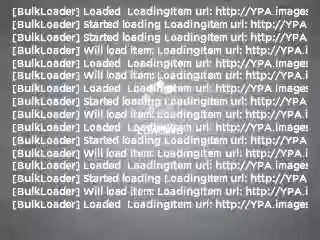 [BulkLoader] Loaded LoadingItem url: http://YPA.images
[BulkLoader] Started loading LoadingItem url: http://YPA
[BulkLoader] Started loading LoadingItem url: http://YPA
[BulkLoader] Will load item: LoadingItem url: http://YPA.i
[BulkLoader] Loaded LoadingItem url: http://YPA.images
[BulkLoader] Will load item: LoadingItem url: http://YPA.i
[BulkLoader] Loaded LoadingItem url: http://YPA.images
[BulkLoader] Started loading LoadingItem url: http://YPA
[BulkLoader] Will load item: LoadingItem url: http://YPA.i
[BulkLoader] Loaded LoadingItem url: http://YPA.images
[BulkLoader] Started loading LoadingItem url: http://YPA
[BulkLoader] Will load item: LoadingItem url: http://YPA.i
[BulkLoader] Loaded LoadingItem url: http://YPA.images
[BulkLoader] Started loading LoadingItem url: http://YPA
[BulkLoader] Will load item: LoadingItem url: http://YPA.i
[BulkLoader] Loaded LoadingItem url: http://YPA.images